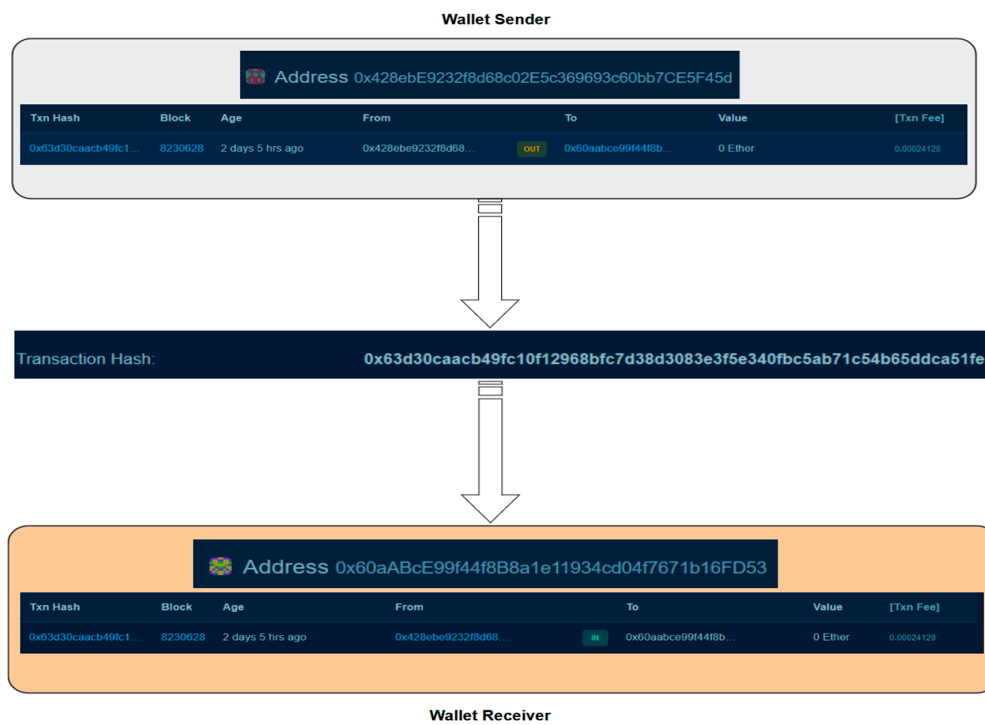 Wallet Sender
Address 0x428ebE9232f8d68c02E5c369693c60bb7CE5F45d
Txn Hash Block Age From To Value [Txn Fee]
0x63d30caacb49fc1... 8230628 2 days 5 hrs ago 0x428ebe9232f8d68... OUT 0x60aabce99f44f8b... 0 Ether 0.00024128
Transaction Hash: 0x63d30caacb49fc10f12968bfc7d38d3083e3f5e340fbc5ab71c54b65ddca51fe
Address 0x60aABcE99f44f8B8a1e11934cd04f7671b16FD53
Txn Hash Block Age From To Value [Txn Fee]
0x63d30caacb49fc1... 8230628 2 days 5 hrs ago 0x428ebe9232f8d68... IN 0x60aabce99f44f8b... 0 Ether 0.00024128
Wallet Receiver